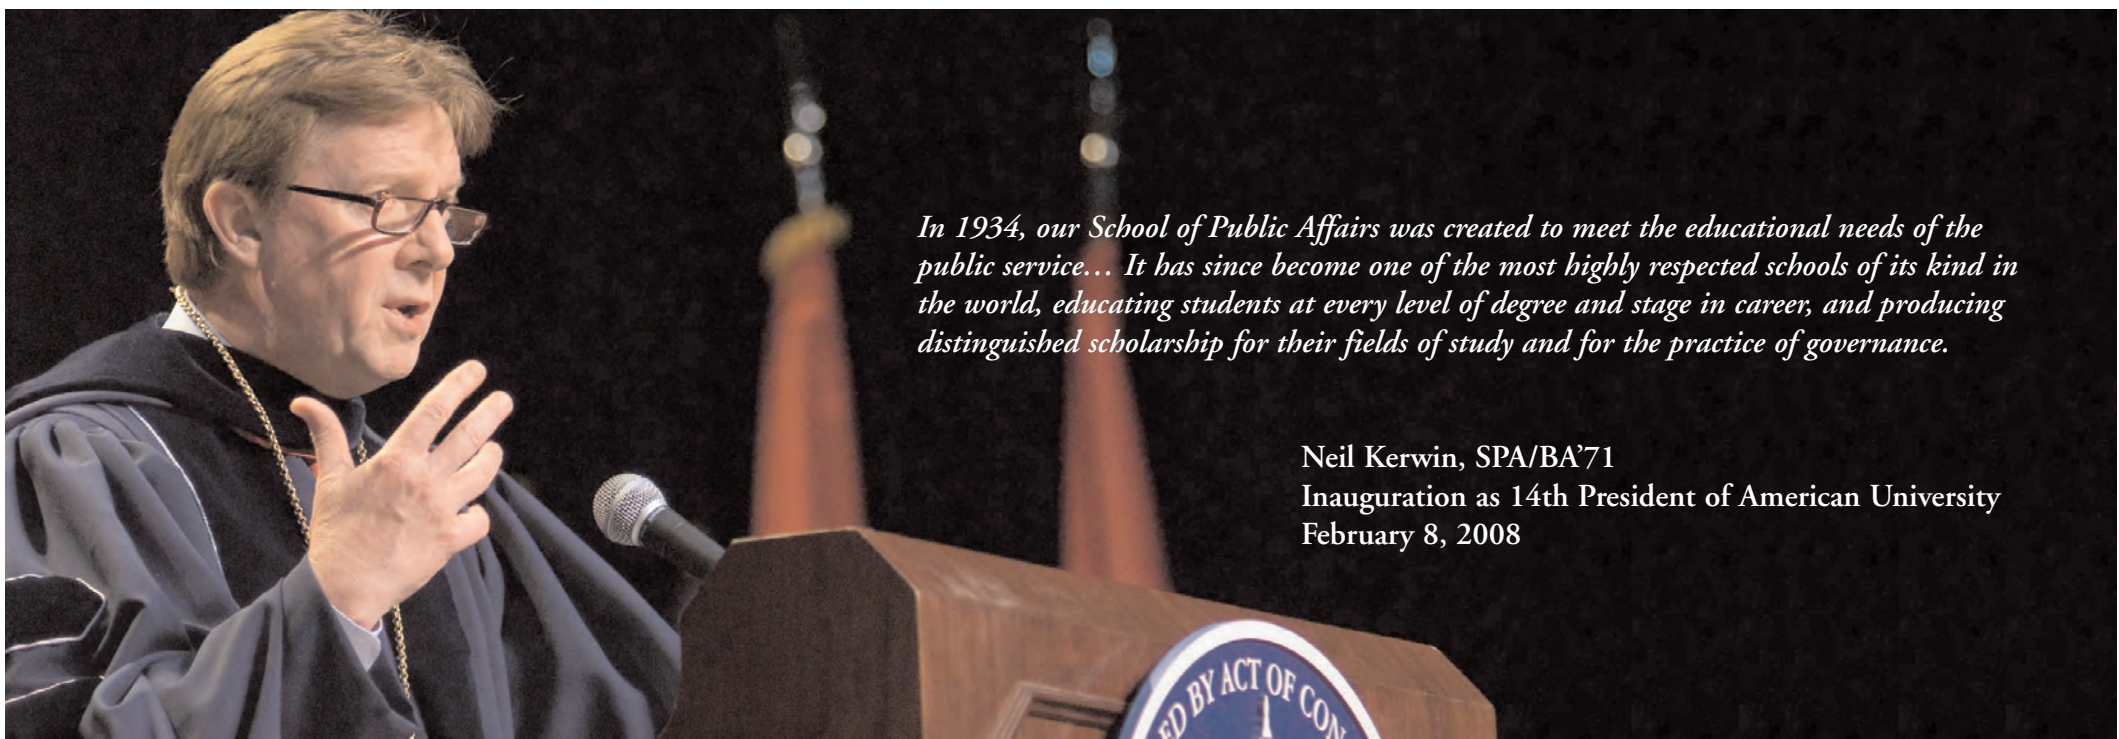 In 1934, our School of Public Affairs was created to meet the educational needs of the
public service… It has since become one of the most highly respected schools of its kind in
the world, educating students at every level of degree and stage in career, and producing
distinguished scholarship for their fields of study and for the practice of governance.
Neil Kerwin, SPA/BA’71
Inauguration as 14th President of American University
February 8, 2008
ED BY ACT OF CON